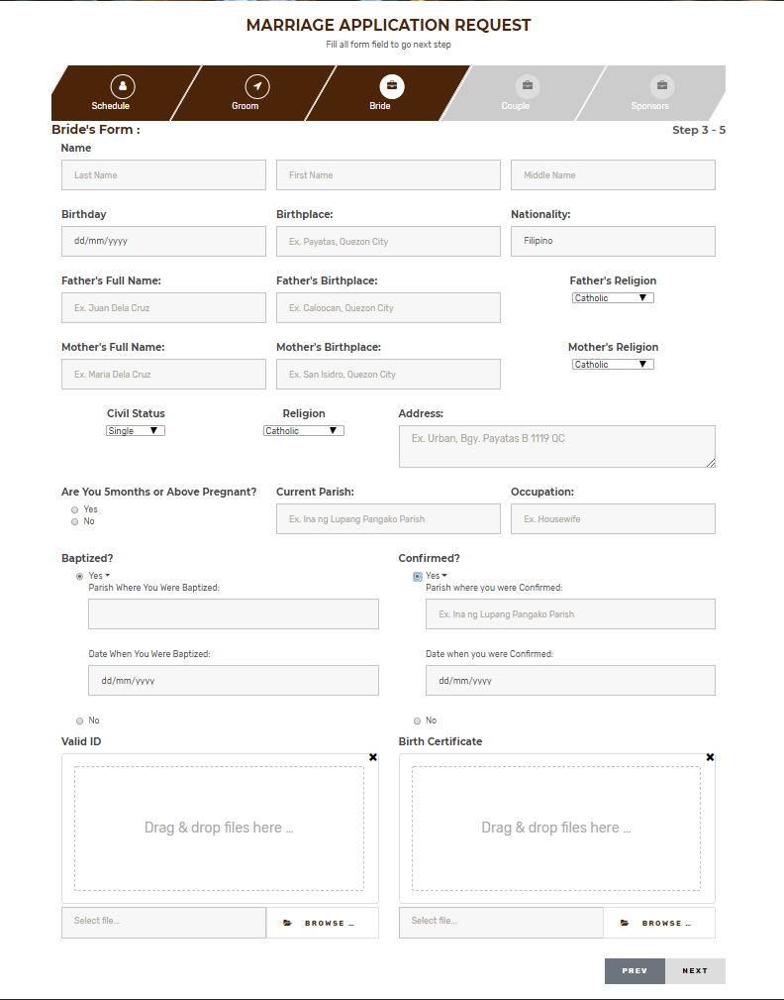 MARRIAGE APPLICATION REQUEST
Fill all form field to go next step
Schedule Groom Bride Couple Sponsors
Bride's Form : Step 3 - 5
Name
Last Name First Name Middle Name
Birthday Birthplace: Nationality:
dd/mm/yyyy Ex. Payatas, Quezon City Filipino
Father's Full Name: Father's Birthplace: Father's Religion
Ex. Juan Dela Cruz Ex. Caloocan, Quezon City Catholic
Mother's Full Name: Mother's Birthplace: Mother's Religion
Ex. Maria Dela Cruz Ex. San Isidro, Quezon City Catholic
Civil Status Religion Address:
Single Catholic Ex. Urban, Bgy. Payatas B 1119 QC
Are You 5months or Above Pregnant? Current Parish: Occupation:
Yes
No Ex. Ina ng Lupang Pangako Parish Ex. Housewife
Baptized? Confirmed?
Yes Yes
Parish Where You Were Baptized: Parish where you were Confirmed:
Ex. Ina ng Lupang Pangako Parish
Date When You Were Baptized: Date when you were Confirmed:
dd/mm/yyyy dd/mm/yyyy
No No
Valid ID Birth Certificate
Drag & drop files here … Drag & drop files here …
Select file... BROWSE … Select file... BROWSE …
PREV NEXT